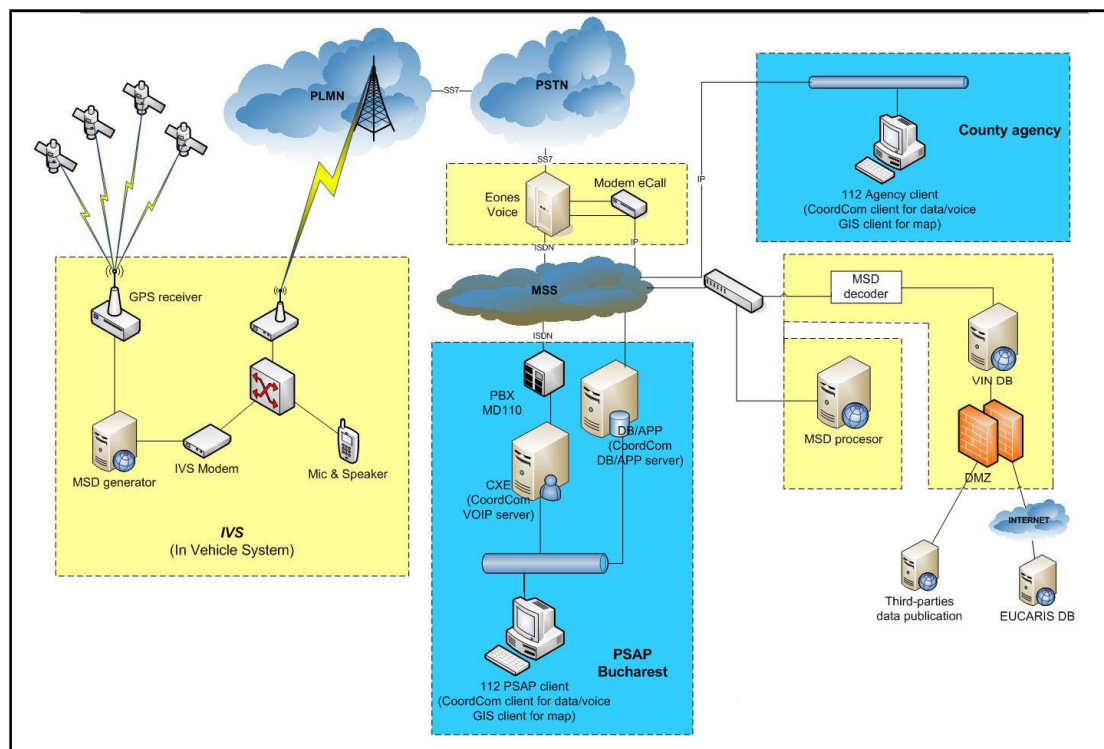 PLMN
SS7
PSTN
SS7
Eones
Voice
Modem eCall
ISDN
IP
IP
County agency
112 Agency client
(CoordCom client for data/voice
GIS client for map)
GPS receiver
MSD generator
IVS Modem
Mic & Speaker
IVS
(In Vehicle System)
MSS
ISDN
PBX
MD110
DB/APP
(CoordCom
DB/APP server)
CXE
(CoordCom
VOIP server)
PSAP
Bucharest
112 PSAP client
(CoordCom client for data/voice
GIS client for map)
MSD
decoder
VIN DB
MSD procesor
DMZ
INTERNET
Third-parties
data publication
EUCARIS DB